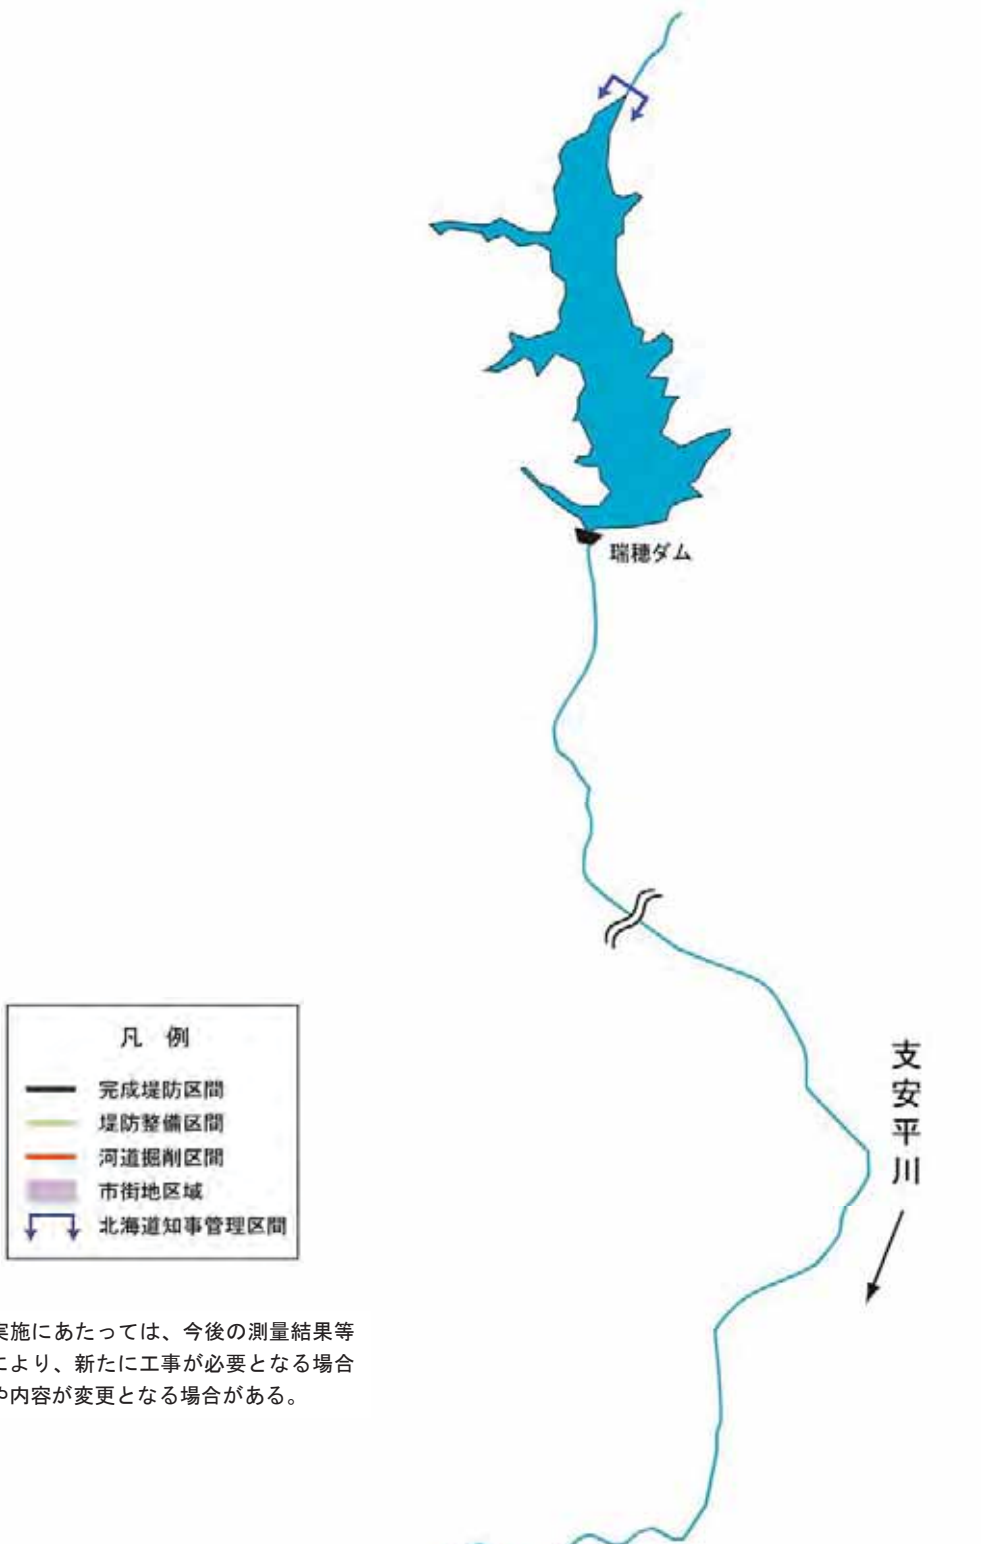 瑞穂ダム
支安平川
凡 例
完成堤防区間
堤防整備区間
河道掘削区間
市街地区域
北海道知事管理区間
実施にあたっては、今後の測量結果等
により、新たに工事が必要となる場合
や内容が変更となる場合がある。